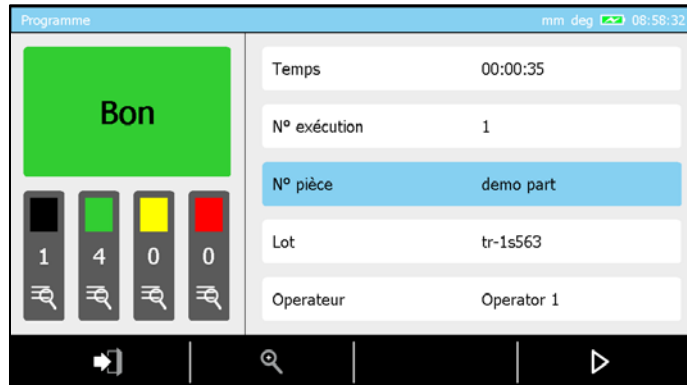 Programme mm deg 08:58:32
Bon
Temps 00:00:35
Nº exécution 1
Nº pièce demo part
Lot tr-1s563
Operateur Operator 1
1 4 0 0